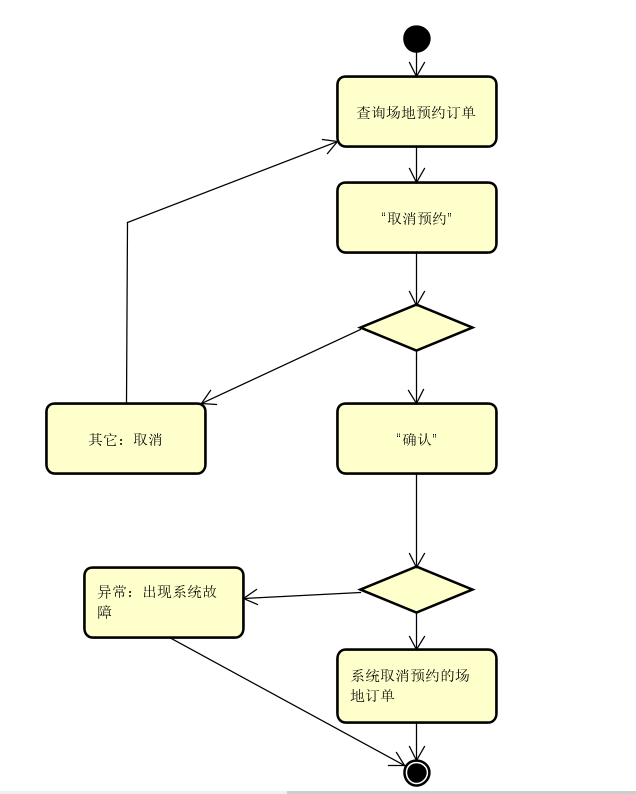 查询场地预约订单
“取消预约”
其它：取消
“确认”
异常：出现系统故
障
系统取消预约的场
地订单